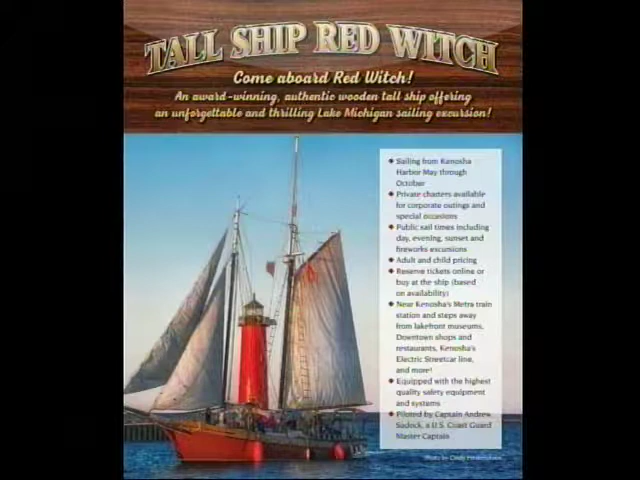 TALL SHIP RED WITCH
Come aboard Red Witch!
An award-winning, authentic wooden tall ship offering
an unforgettable and thrilling Lake Michigan sailing excursion!
Sailing from Kenosha
Harbor May through
October
Private charters available
for corporate outings and
special occasions
Public sail times including
day, evening, sunset and
fireworks excursions
Adult and child pricing
Reserve tickets online or
buy at the ship (based
on availability)
Near Kenosha's Metra train
station and steps away
from lakefront museums,
Downtown shops and
restaurants, Kenosha's
Electric Streetcar line,
and more!
Equipped with the highest
quality safety equipment
and systems
Piloted by Captain Andrew
Sadock, a U.S. Coast Guard
Master Captain
Photo by Cindy